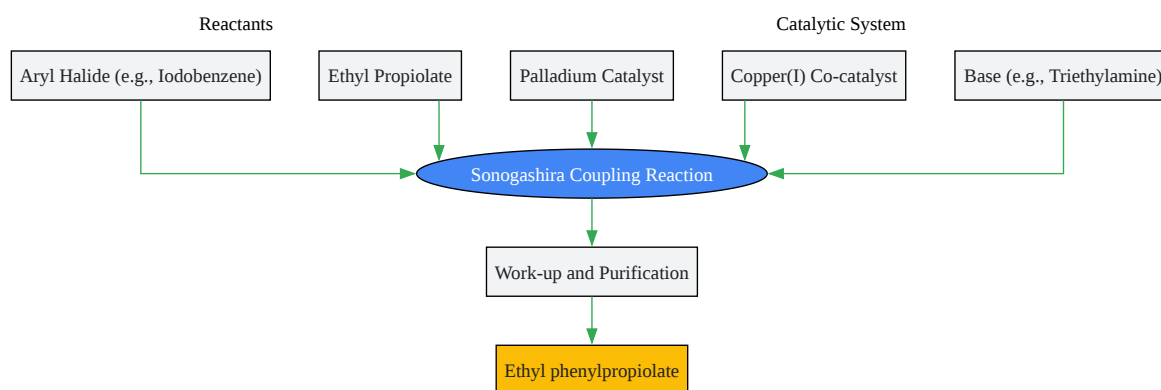 Reactants
Catalytic System
Aryl Halide (e.g., Iodobenzene)
Ethyl Propiolate
Palladium Catalyst
Copper(I) Co-catalyst
Base (e.g., Triethylamine)
Sonogashira Coupling Reaction
Work-up and Purification
Ethyl phenylpropiolate